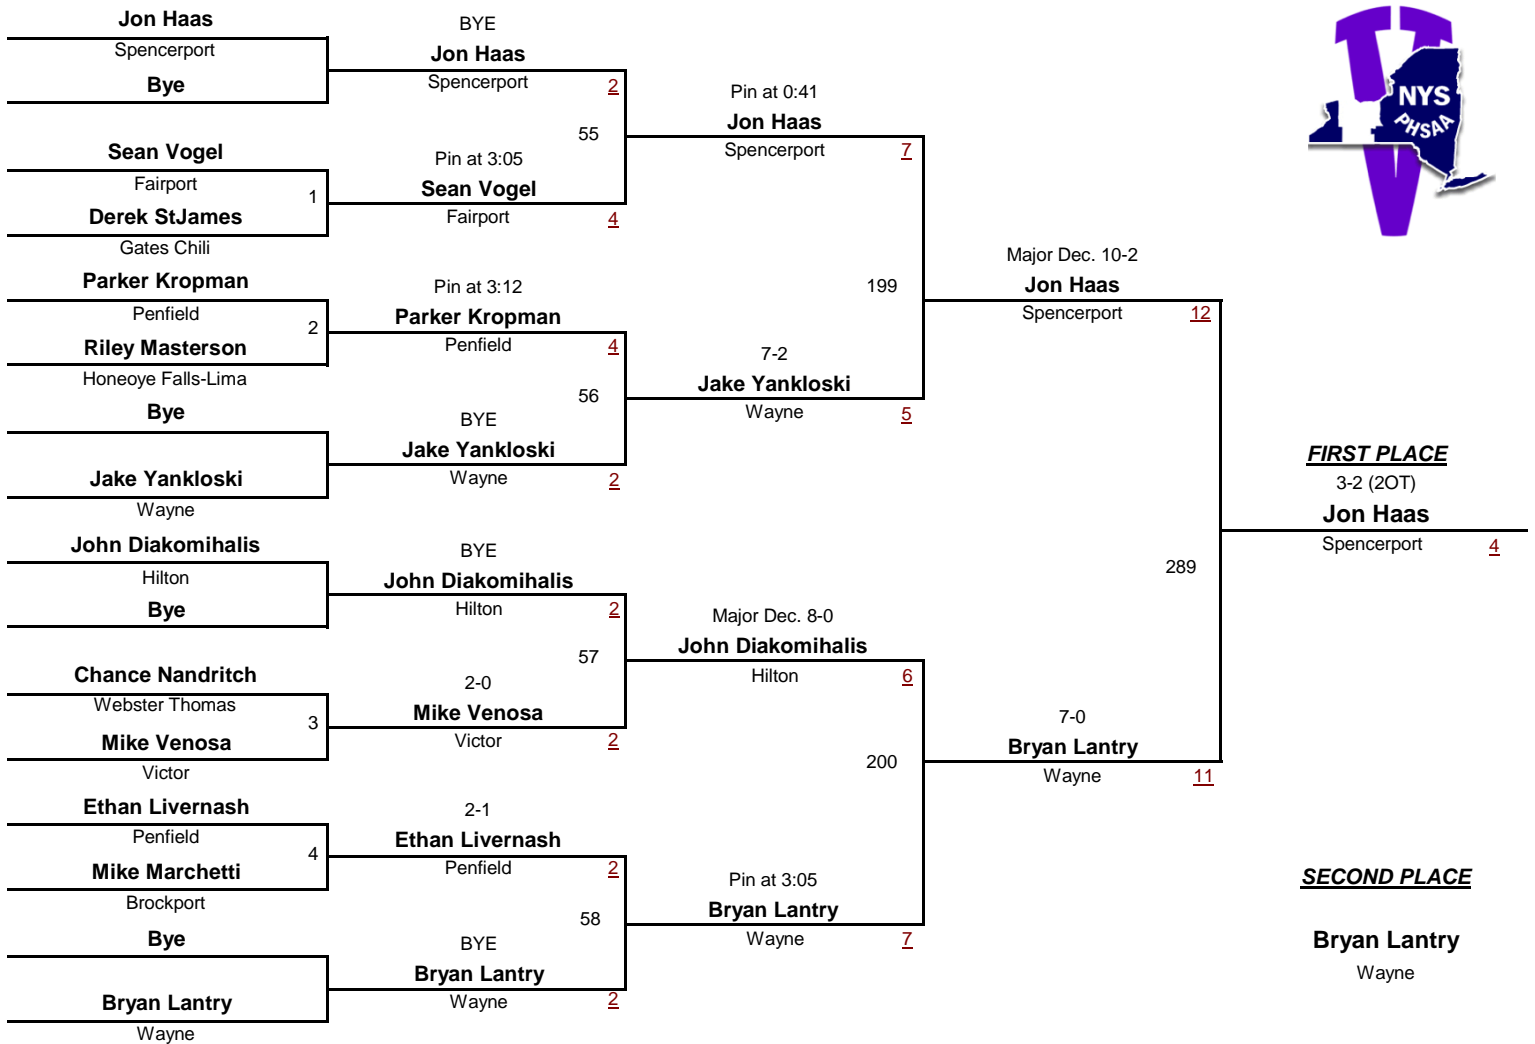 Jon Haas
Spencerport
Bye
Sean Vogel
Fairport
1
Derek StJames
Gates Chili
Parker Kropman
Penfield
2
Riley Masterson
Honeoye Falls-Lima
Bye
Jake Yankloski
Wayne
John Diakomihalis
Hilton
Bye
Chance Nandritch
Webster Thomas
3
Mike Venosa
Victor
Ethan Livernash
Penfield
4
Mike Marchetti
Brockport
Bye
Bryan Lantry
Wayne
BYE
Jon Haas
Spencerport 2
55
Pin at 3:05
Sean Vogel
Fairport 4
Pin at 3:12
Parker Kropman
Penfield 4
56
BYE
Jake Yankloski
Wayne 2
BYE
John Diakomihalis
Hilton 2
57
2-0
Mike Venosa
Victor 2
2-1
Ethan Livernash
Penfield 2
58
BYE
Bryan Lantry
Wayne 2
Pin at 0:41
Jon Haas
Spencerport 7
199
7-2
Jake Yankloski
Wayne 5
Major Dec. 8-0
John Diakomihalis
Hilton 6
200
Pin at 3:05
Bryan Lantry
Wayne 7
Major Dec. 10-2
Jon Haas
Spencerport 12
289
7-0
Bryan Lantry
Wayne 11
V
NYS
PHSAA
FIRST PLACE
3-2 (2OT)
Jon Haas
Spencerport 4
SECOND PLACE
Bryan Lantry
Wayne